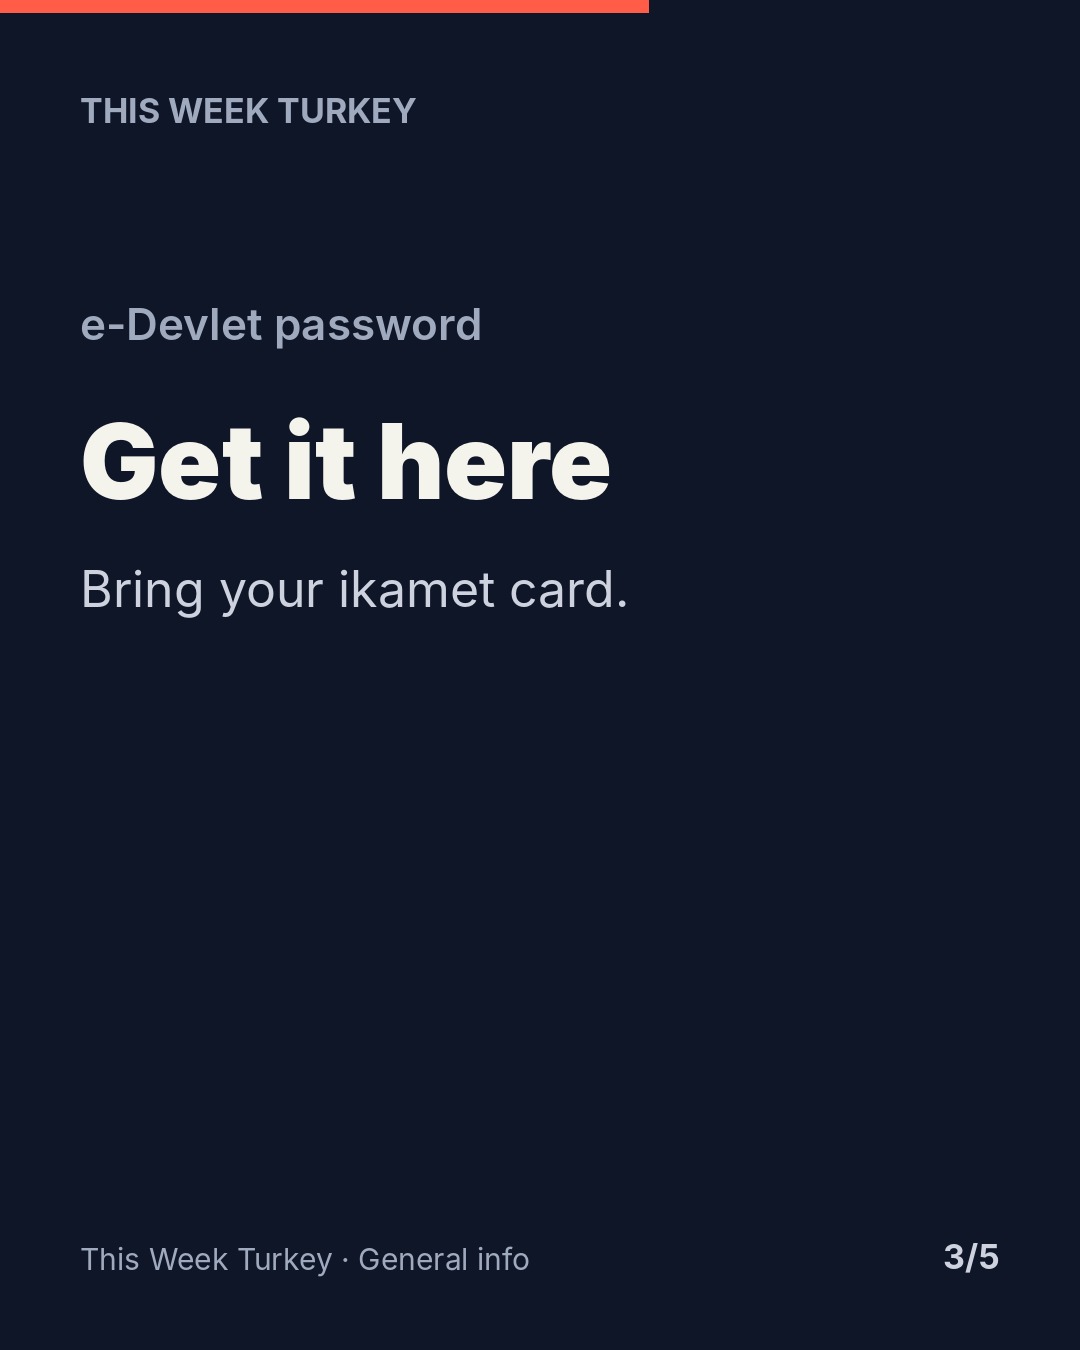 THIS WEEK TURKEY
e-Devlet password
Get it here
Bring your ikamet card.
This Week Turkey · General info
3/5